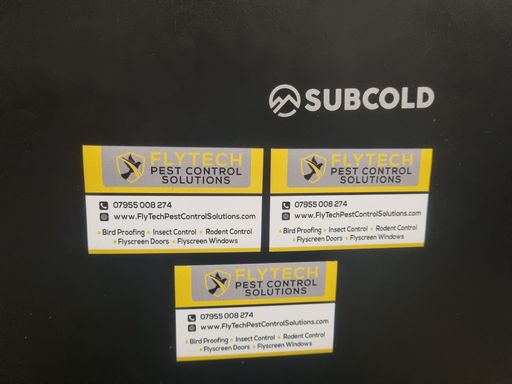 SUBCOLD
FLYTECH
PEST CONTROL
SOLUTIONS
07955 008 274
www.FlyTechPestControlSolutions.com
• Bird Proofing • Insect Control • Rodent Control
• Flyscreen Doors • Flyscreen Windows
FLYTECH
PEST CONTROL
SOLUTIONS
07955 008 274
www.FlyTechPestControlSolutions.com
• Bird Proofing • Insect Control • Rodent Control
• Flyscreen Doors • Flyscreen Windows
FLYTECH
PEST CONTROL
SOLUTIONS
07955 008 274
www.FlyTechPestControlSolutions.com
• Bird Proofing • Insect Control • Rodent Control
• Flyscreen Doors • Flyscreen Windows